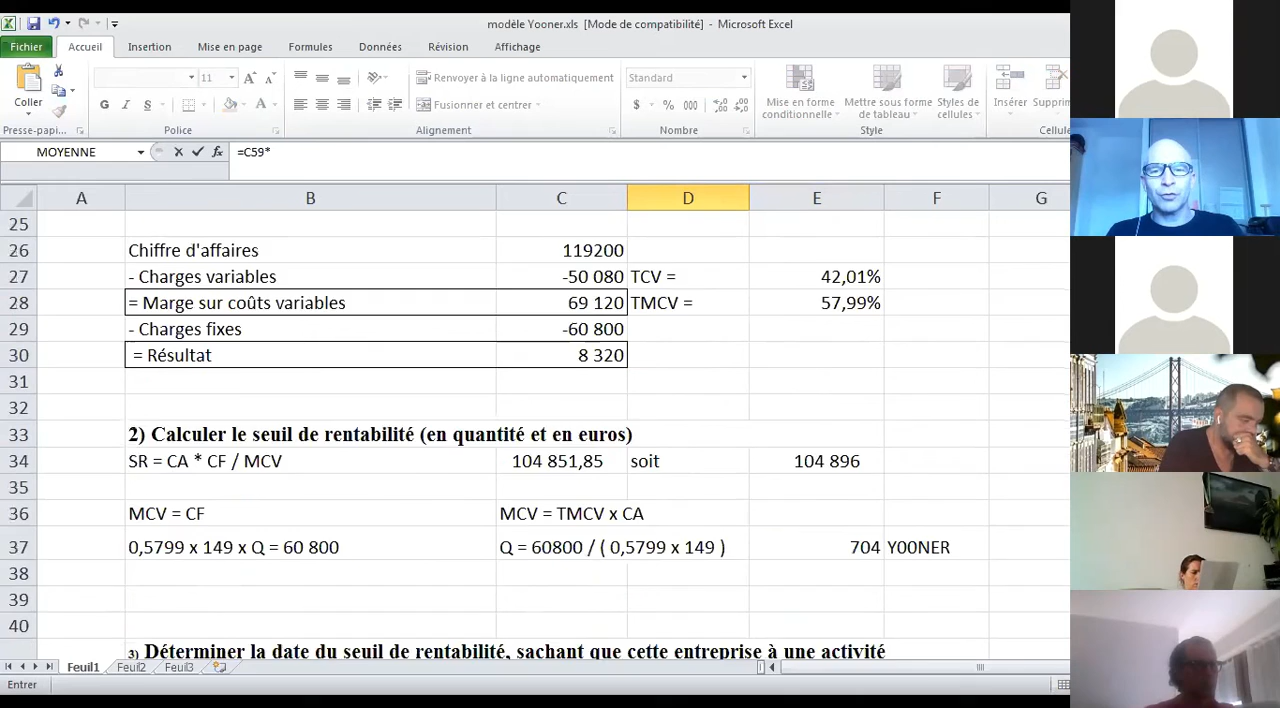 modèle Yooner.xls [Mode de compatibilité] - Microsoft Excel
Fichier Accueil Insertion Mise en page Formules Données Révision Affichage
11 A A Renvoyer à la ligne automatiquement Standard
Coller G I S A Fusionner et centrer $ % 000 Mise en forme conditionnelle Mettre sous forme de tableau Styles de cellules Insérer Supprim
Presse-papi... Police Alignement Nombre Style Cellule
MOYENNE fx =C59*
A B C D E F G
25
26 Chiffre d'affaires 119200
27 - Charges variables -50 080 TCV = 42,01%
28 = Marge sur coûts variables 69 120 TMCV = 57,99%
29 - Charges fixes -60 800
30 = Résultat 8 320
31
32
33 2) Calculer le seuil de rentabilité (en quantité et en euros)
34 SR = CA * CF / MCV 104 851,85 soit 104 896
35
36 MCV = CF MCV = TMCV x CA
37 0,5799 x 149 x Q = 60 800 Q = 60800 / ( 0,5799 x 149 ) 704 Y00NER
38
39
40
3) Déterminer la date du seuil de rentabilité, sachant que cette entreprise à une activité
Feuil1 Feuil2 Feuil3
Entrer